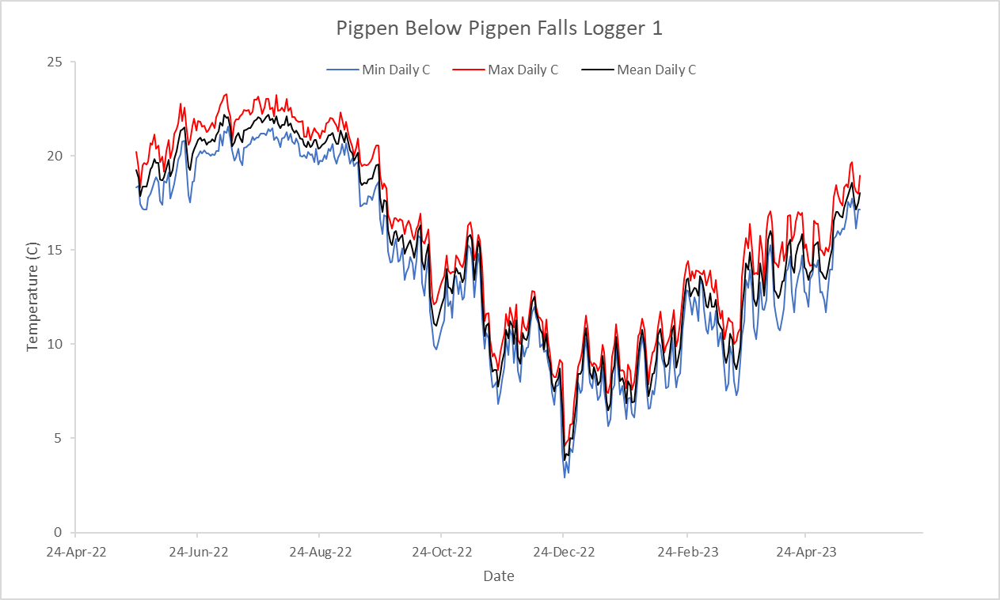 Pigpen Below Pigpen Falls Logger 1
Min Daily C Max Daily C Mean Daily C
25
20
15
10
5
0
Temperature (C)
24-Apr-22 24-Jun-22 24-Aug-22 24-Oct-22 24-Dec-22 24-Feb-23 24-Apr-23
Date